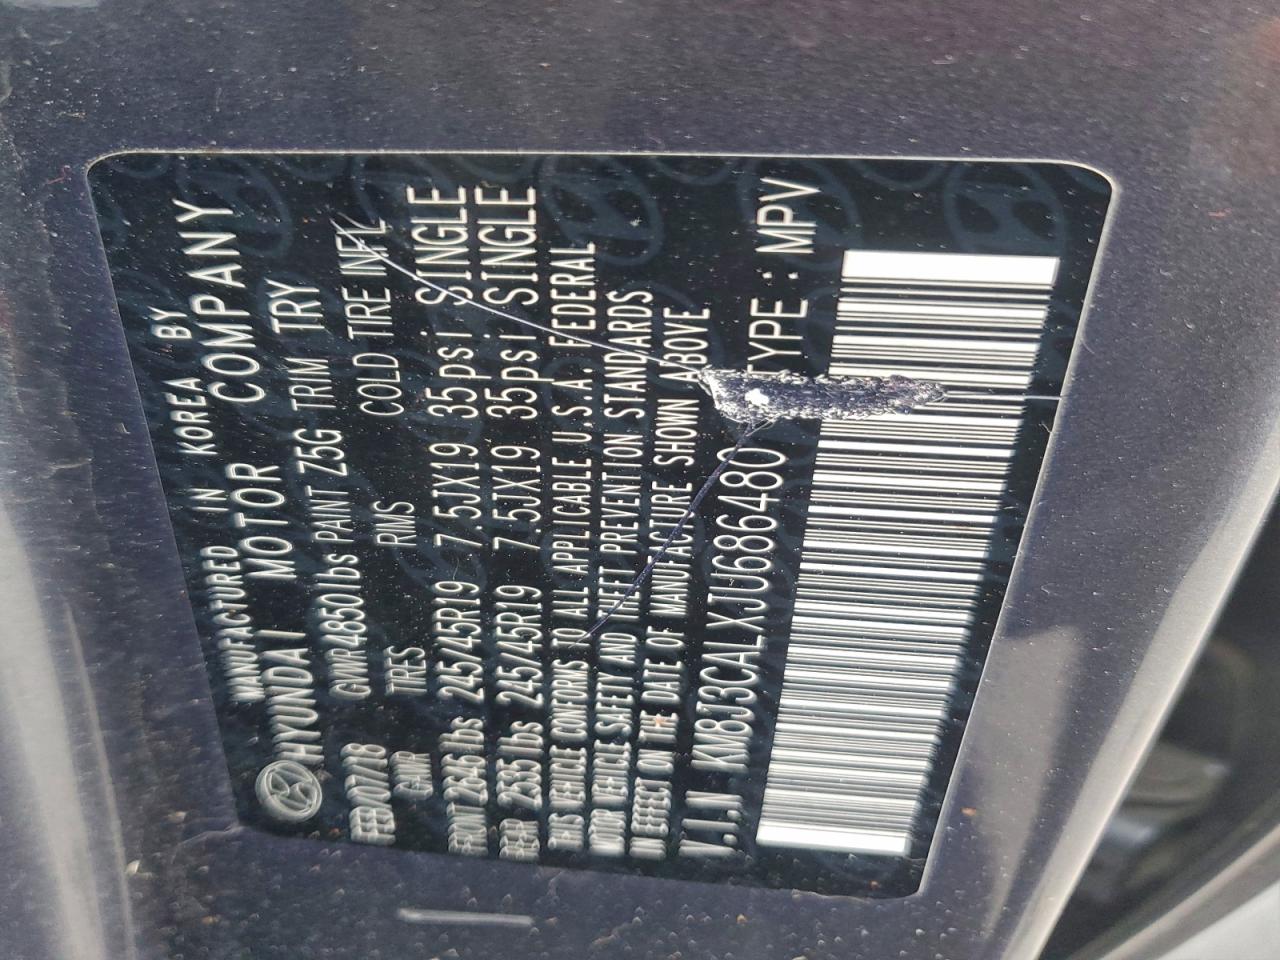 MANUFACTURED IN KOREA BY
HYUNDAI MOTOR COMPANY
FEB/07/18 GVWR 4850lbs PAINT Z5G TRIM TRY
GAWR TIRES RIMS COLD TIRE INFL
FRONT 2646 lbs 245/45R19 7.5JX19 35psi SINGLE
REAR 2535 lbs 245/45R19 7.5JX19 35psi SINGLE
THIS VEHICLE CONFORMS TO ALL APPLICABLE U.S.A. FEDERAL
MOTOR VEHICLE SAFETY AND THEFT PREVENTION STANDARDS
IN EFFECT ON THE DATE OF MANUFACTURE SHOWN ABOVE
V.I.N KM8J3CALXJU686480 TYPE : MPV